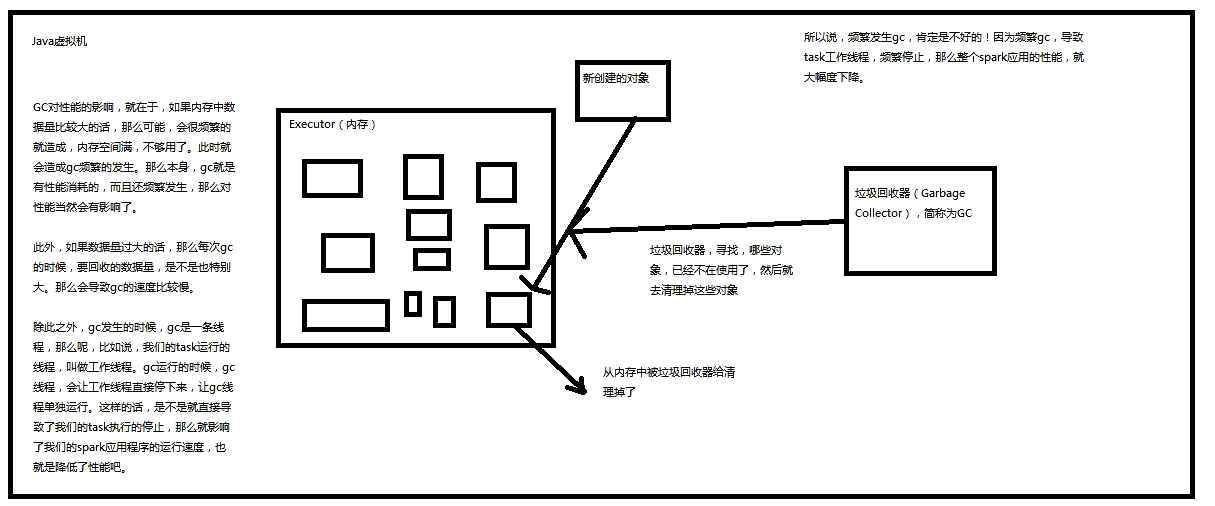 Java虚拟机
GC对性能的影响，就在于，如果内存中数
据量比较大的话，那么可能，会很频繁的
就造成，内存空间满，不够用了。此时就
会造成gc频繁的发生。那么本身，gc就是
有性能消耗的，而且还频繁发生，那么对
性能当然会有影响了。
此外，如果数据量过大的话，那么每次gc
的时候，要回收的数据量，是不是也特别
大。那么会导致gc的速度比较慢。
除此之外，gc发生的时候，gc是一条线
程，那么呢，比如说，我们的task运行的
线程，叫做工作线程。gc运行的时候，gc
线程，会让工作线程直接停下来，让gc线
程单独运行。这样的话，是不是就直接导
致了我们的task执行的停止，那么就影响
了我们的spark应用程序的运行速度，也
就是降低了性能吧。
Executor（内存）
新创建的对象
所以说，频繁发生gc，肯定是不好的！因为频繁gc，导致
task工作线程，频繁停止，那么整个spark应用的性能，就
大幅度下降。
垃圾回收器（Garbage
Collector），简称为GC
垃圾回收器，寻找，哪些对
象，已经不在使用了，然后就
去清理掉这些对象
从内存中被垃圾回收器给清
理掉了